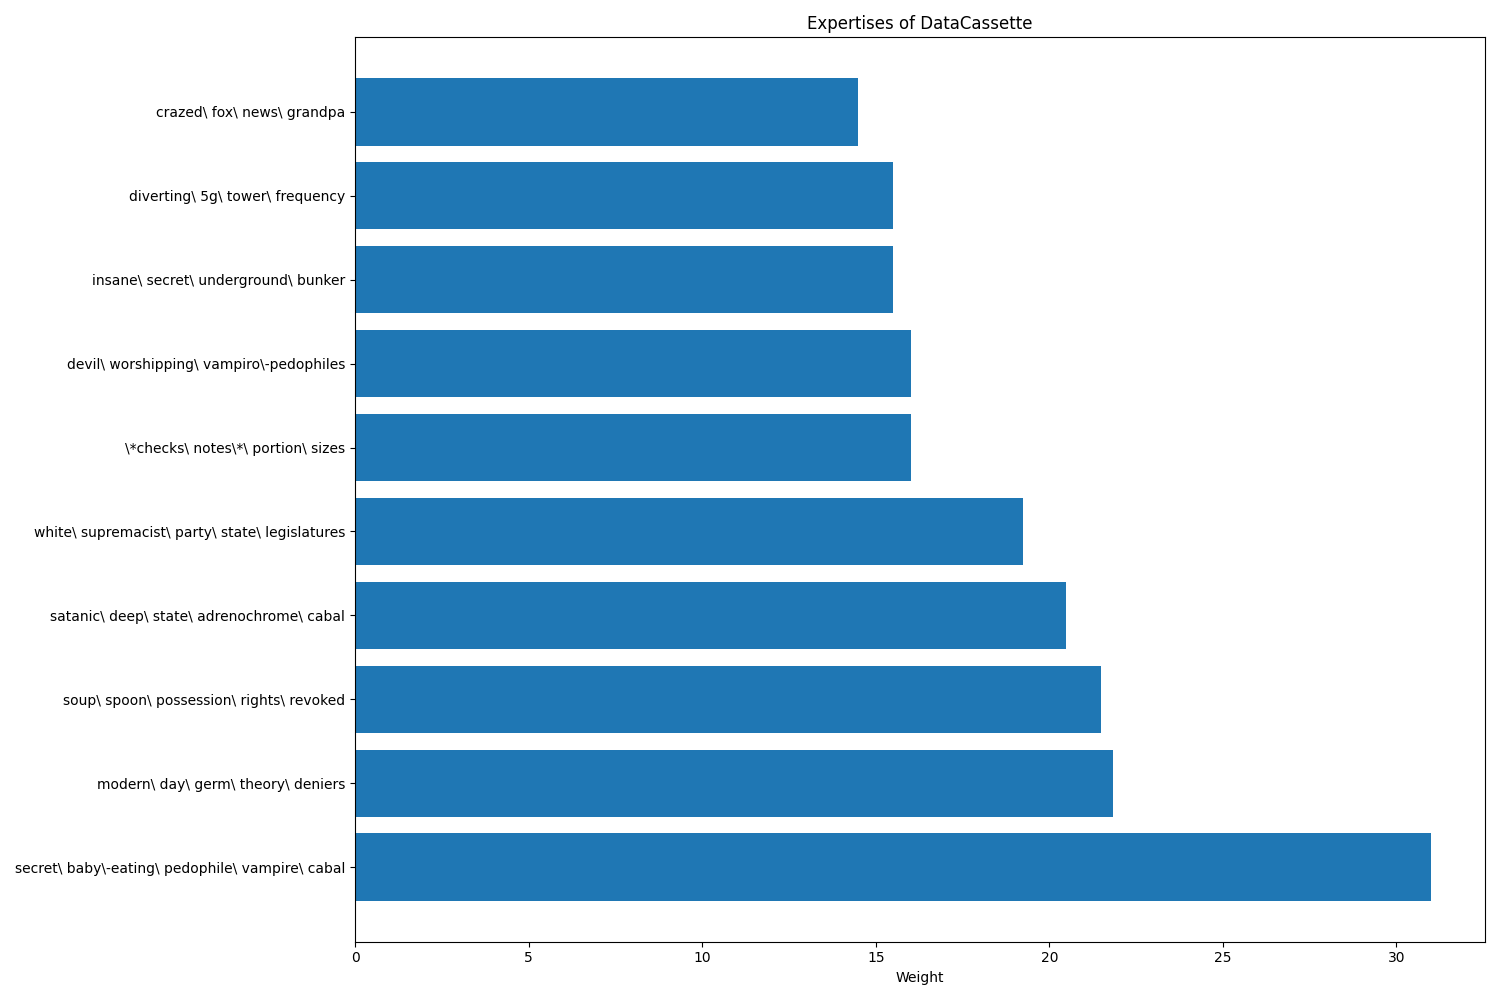 Expertises of DataCassette
crazed\ fox\ news\ grandpa
diverting\ 5g\ tower\ frequency
insane\ secret\ underground\ bunker
devil\ worshipping\ vampiro\-pedophiles
\*checks\ notes\*\ portion\ sizes
white\ supremacist\ party\ state\ legislatures
satanic\ deep\ state\ adrenochrome\ cabal
soup\ spoon\ possession\ rights\ revoked
modern\ day\ germ\ theory\ deniers
secret\ baby\-eating\ pedophile\ vampire\ cabal
0 5 10 15 20 25 30
Weight